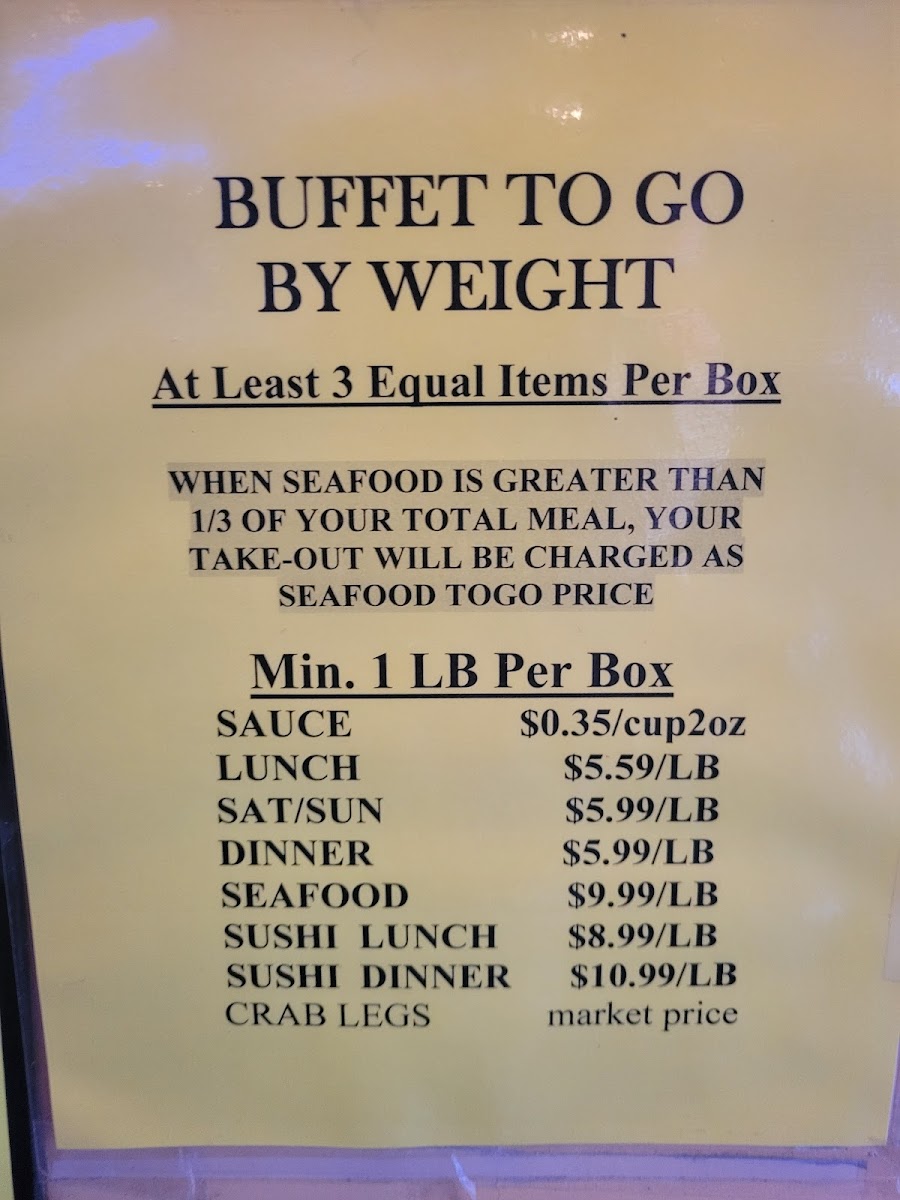 BUFFET TO GO
BY WEIGHT
At Least 3 Equal Items Per Box
WHEN SEAFOOD IS GREATER THAN
1/3 OF YOUR TOTAL MEAL, YOUR
TAKE-OUT WILL BE CHARGED AS
SEAFOOD TOGO PRICE
Min. 1 LB Per Box
SAUCE $0.35/cup2oz
LUNCH $5.59/LB
SAT/SUN $5.99/LB
DINNER $5.99/LB
SEAFOOD $9.99/LB
SUSHI LUNCH $8.99/LB
SUSHI DINNER $10.99/LB
CRAB LEGS market price